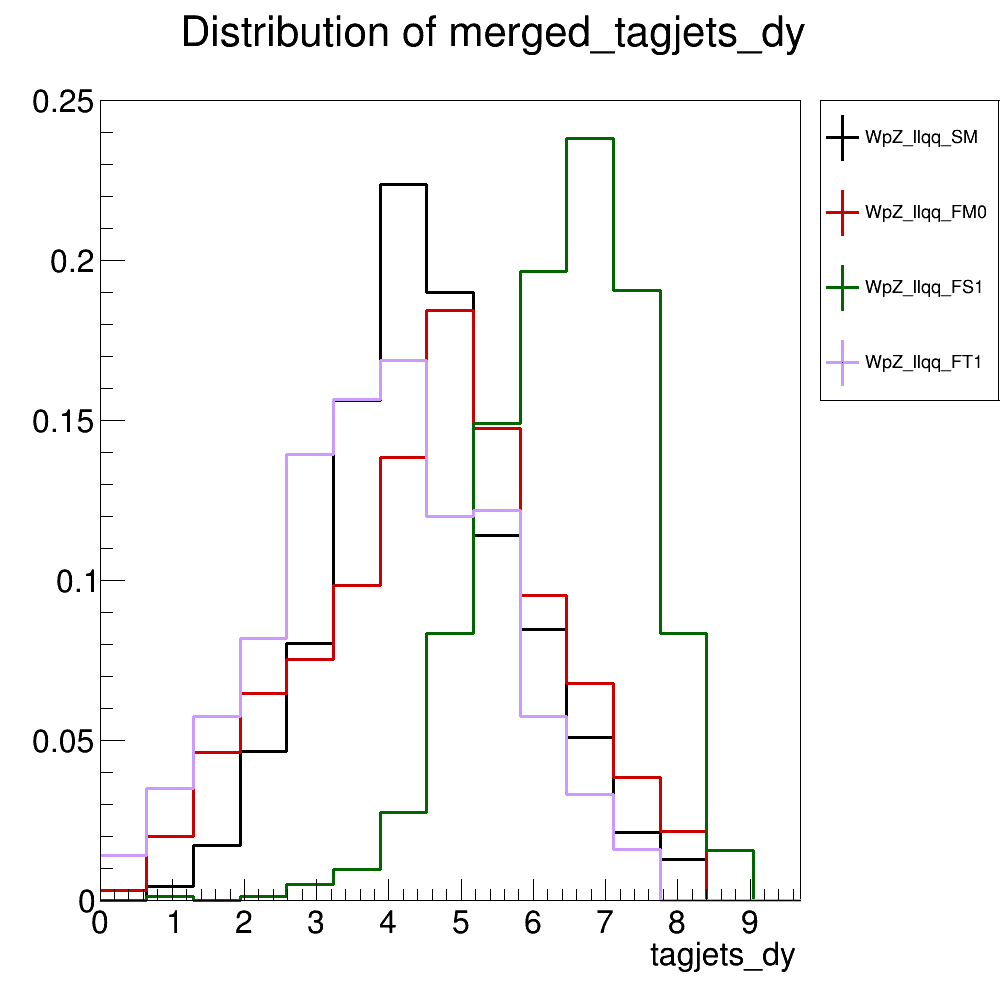 Distribution of merged_tagjets_dy
0.25
0.2
0.15
0.1
0.05
0
0 1 2 3 4 5 6 7 8 9
tagjets_dy
WpZ_llqq_SM
WpZ_llqq_FM0
WpZ_llqq_FS1
WpZ_llqq_FT1